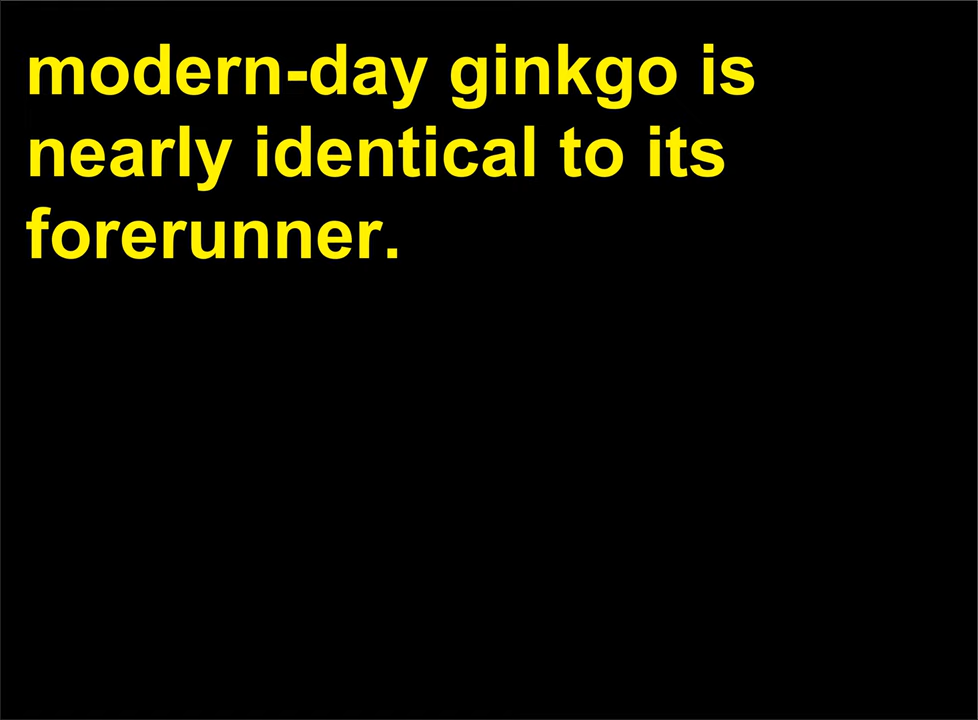 modern-day ginkgo is
nearly identical to its
forerunner.